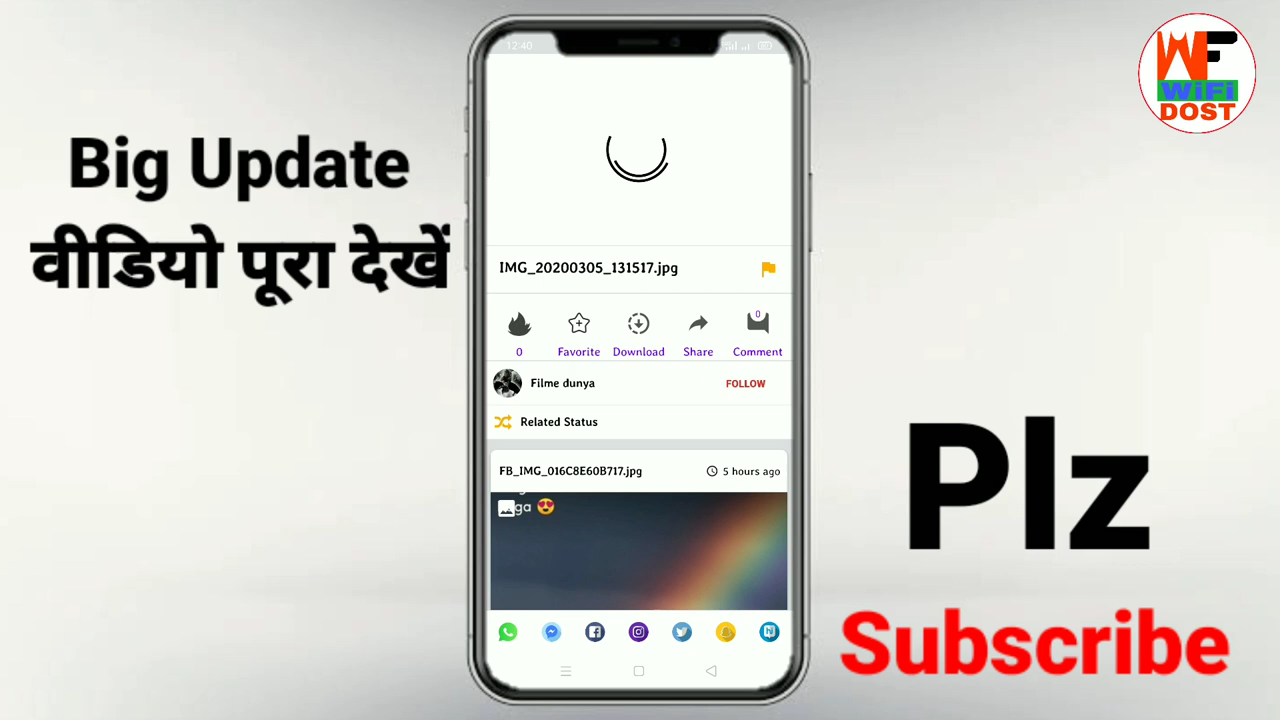 WF
WiFi
DOST
Big Update
वीडियो पूरा देखें
12:40
IMG_20200305_131517.jpg
0
0 Favorite Download Share Comment
Filme dunya FOLLOW
Related Status
FB_IMG_016C8E60B717.jpg 5 hours ago
ga 😍
Plz
Subscribe